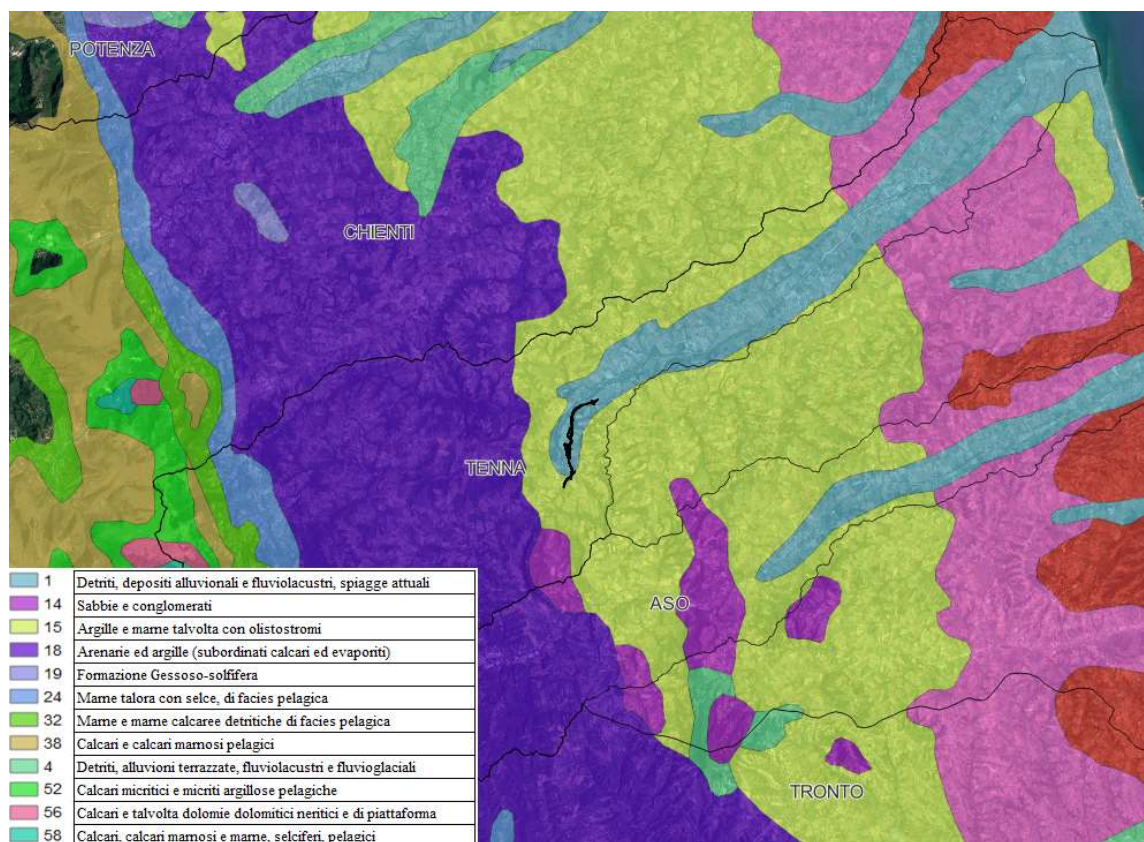 POTENZA
CHIENTI
TENNA
ASO
TRONTO
1 Detriti, depositi alluvionali e fluviolacustri, spiagge attuali
14 Sabbie e conglomerati
15 Argille e marne talvolta con olistostromi
18 Arenarie ed argille (subordinati calcari ed evaporiti)
19 Formazione Gessoso-solfifera
24 Marne talora con selce, di facies pelagica
32 Marne e marne calcaree detritiche di facies pelagica
38 Calcari e calcari marnosi pelagici
4 Detriti, alluvioni terrazzate, fluviolacustri e fluvioglaciali
52 Calcari micritici e micriti argillose pelagiche
56 Calcari e talvolta dolomie dolomitici neritici e di piattaforma
58 Calcari, calcari marnosi e marne, selciferi, pelagici